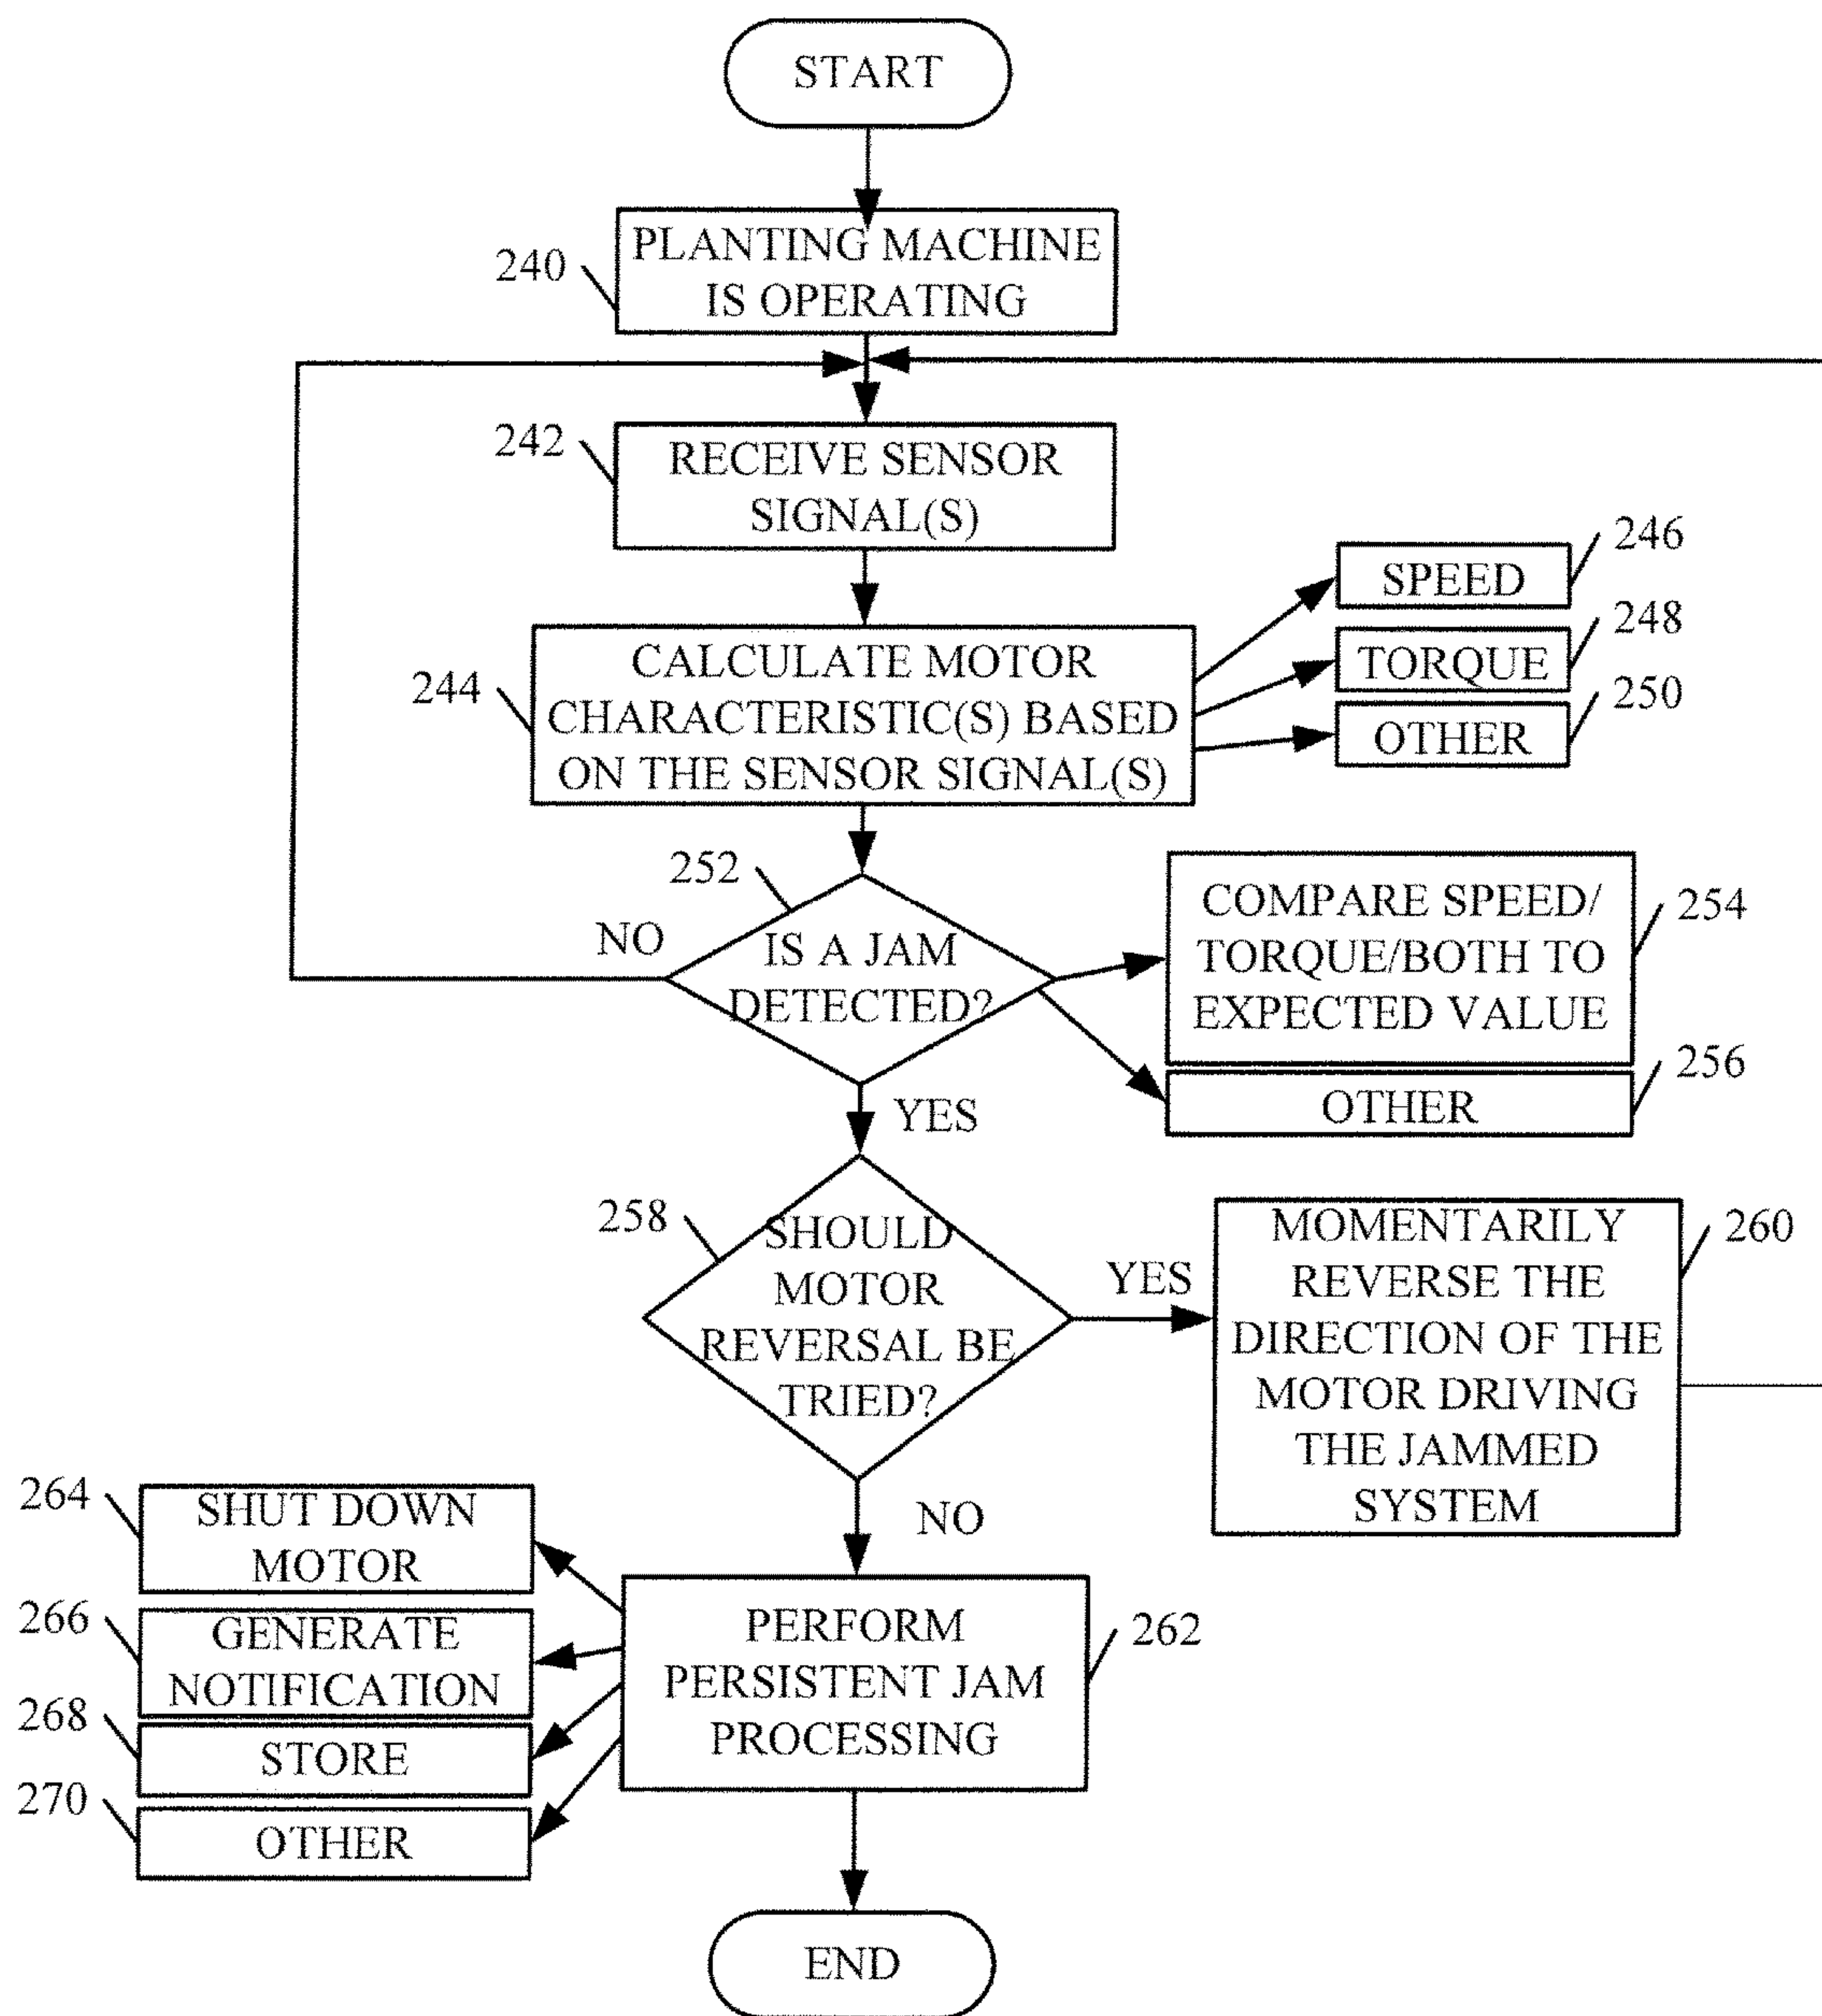 START
240
PLANTING MACHINE
IS OPERATING
242
RECEIVE SENSOR
SIGNAL(S)
244
CALCULATE MOTOR
CHARACTERISTIC(S) BASED
ON THE SENSOR SIGNAL(S)
SPEED
246
TORQUE
248
OTHER
250
252
IS A JAM
DETECTED?
NO
YES
COMPARE SPEED/
TORQUE/BOTH TO
EXPECTED VALUE
254
OTHER
256
258
SHOULD
MOTOR
REVERSAL BE
TRIED?
YES
NO
MOMENTARILY
REVERSE THE
DIRECTION OF THE
MOTOR DRIVING
THE JAMMED
SYSTEM
260
264
SHUT DOWN
MOTOR
266
GENERATE
NOTIFICATION
268
STORE
270
OTHER
PERFORM
PERSISTENT JAM
PROCESSING
262
END